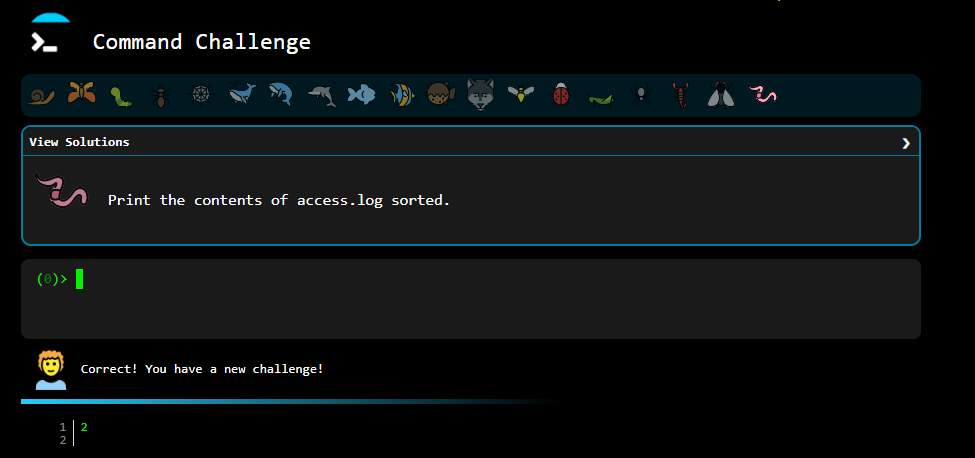 Command Challenge
View Solutions
Print the contents of access.log sorted.
(0)>
Correct! You have a new challenge!
1 2
2